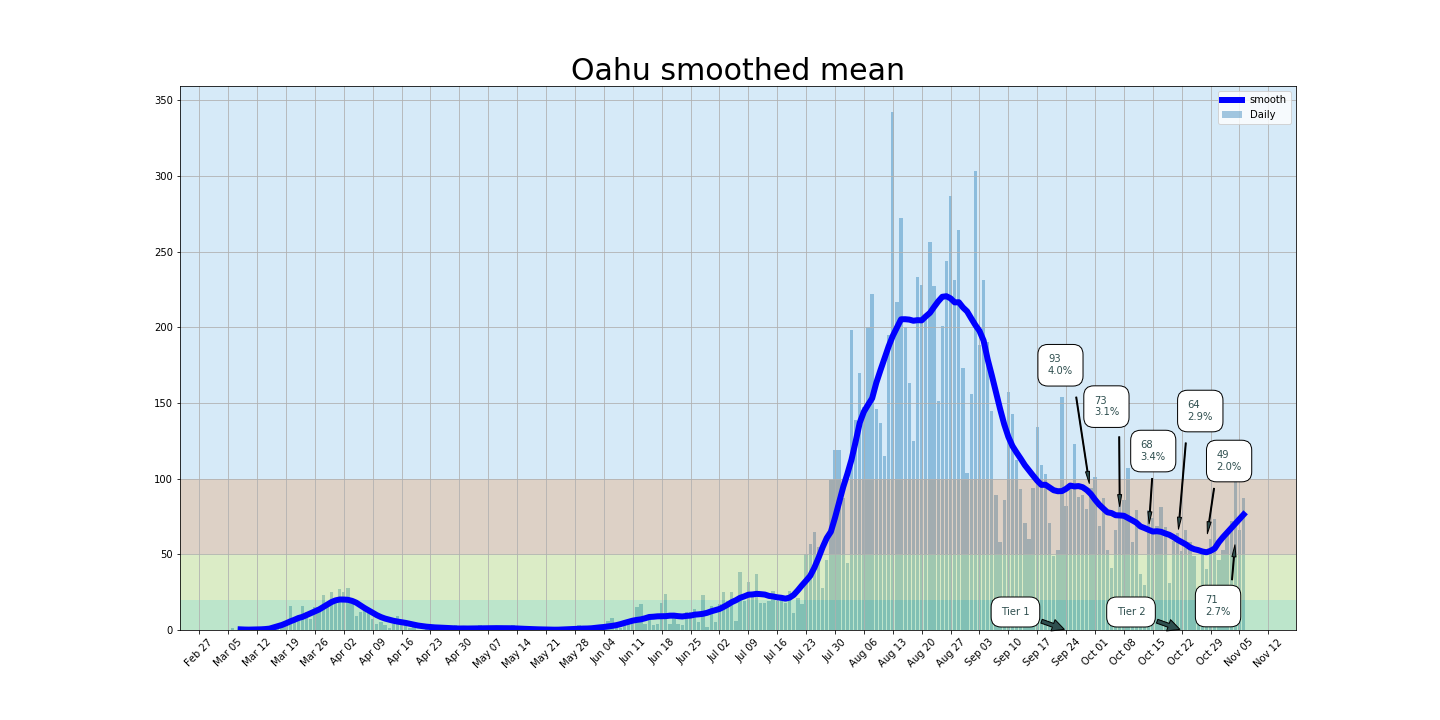 Oahu smoothed mean
smooth
Daily
350
300
250
200
150
100
50
0
93
4.0%
73
3.1%
68
3.4%
64
2.9%
49
2.0%
71
2.7%
Tier 1
Tier 2
Feb 27
Mar 05
Mar 12
Mar 19
Mar 26
Apr 02
Apr 09
Apr 16
Apr 23
Apr 30
May 07
May 14
May 21
May 28
Jun 04
Jun 11
Jun 18
Jun 25
Jul 02
Jul 09
Jul 16
Jul 23
Jul 30
Aug 06
Aug 13
Aug 20
Aug 27
Sep 03
Sep 10
Sep 17
Sep 24
Oct 01
Oct 08
Oct 15
Oct 22
Oct 29
Nov 05
Nov 12